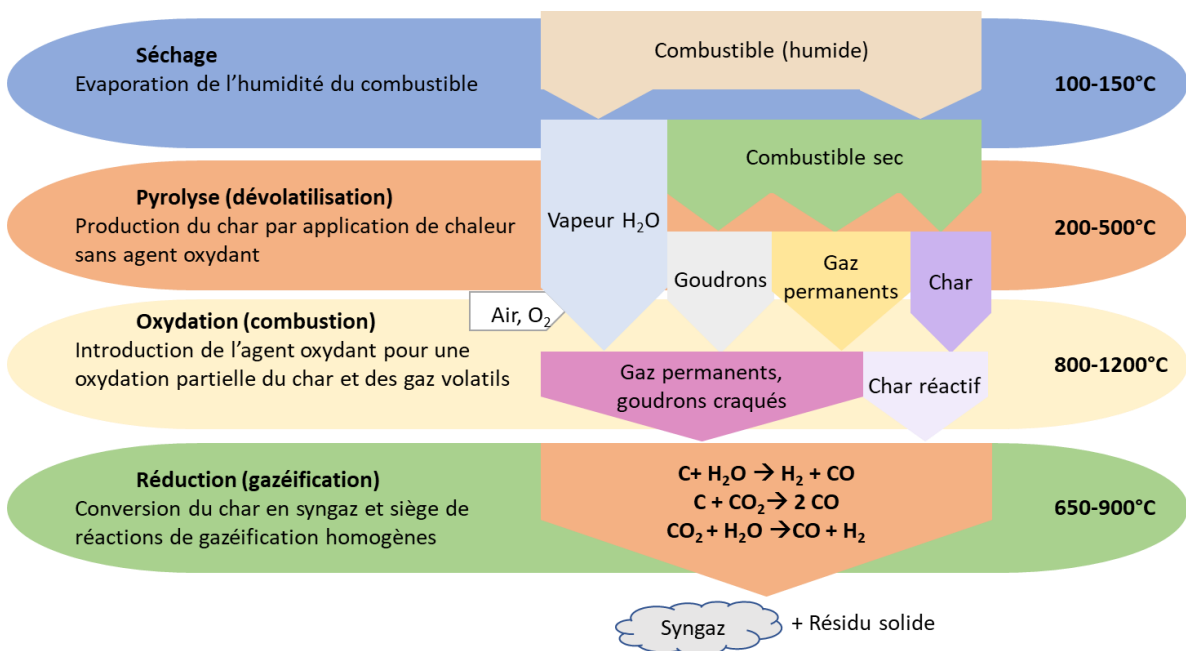 Séchage
Evaporation de l’humidité du combustible
Combustible (humide)
100-150°C
Combustible sec
Pyrolyse (dévolatilisation)
Production du char par application de chaleur
sans agent oxydant
Vapeur H₂O
200-500°C
Goudrons
Gaz
permanents
Char
Air, O₂
Oxydation (combustion)
Introduction de l’agent oxydant pour une
oxydation partielle du char et des gaz volatils
Gaz permanents,
goudrons craqués
Char réactif
800-1200°C
Réduction (gazéification)
Conversion du char en syngaz et siège de
réactions de gazéification homogènes
C+ H₂O → H₂ + CO
C + CO₂→ 2 CO
CO₂ + H₂O →CO + H₂
650-900°C
Syngaz
+ Résidu solide